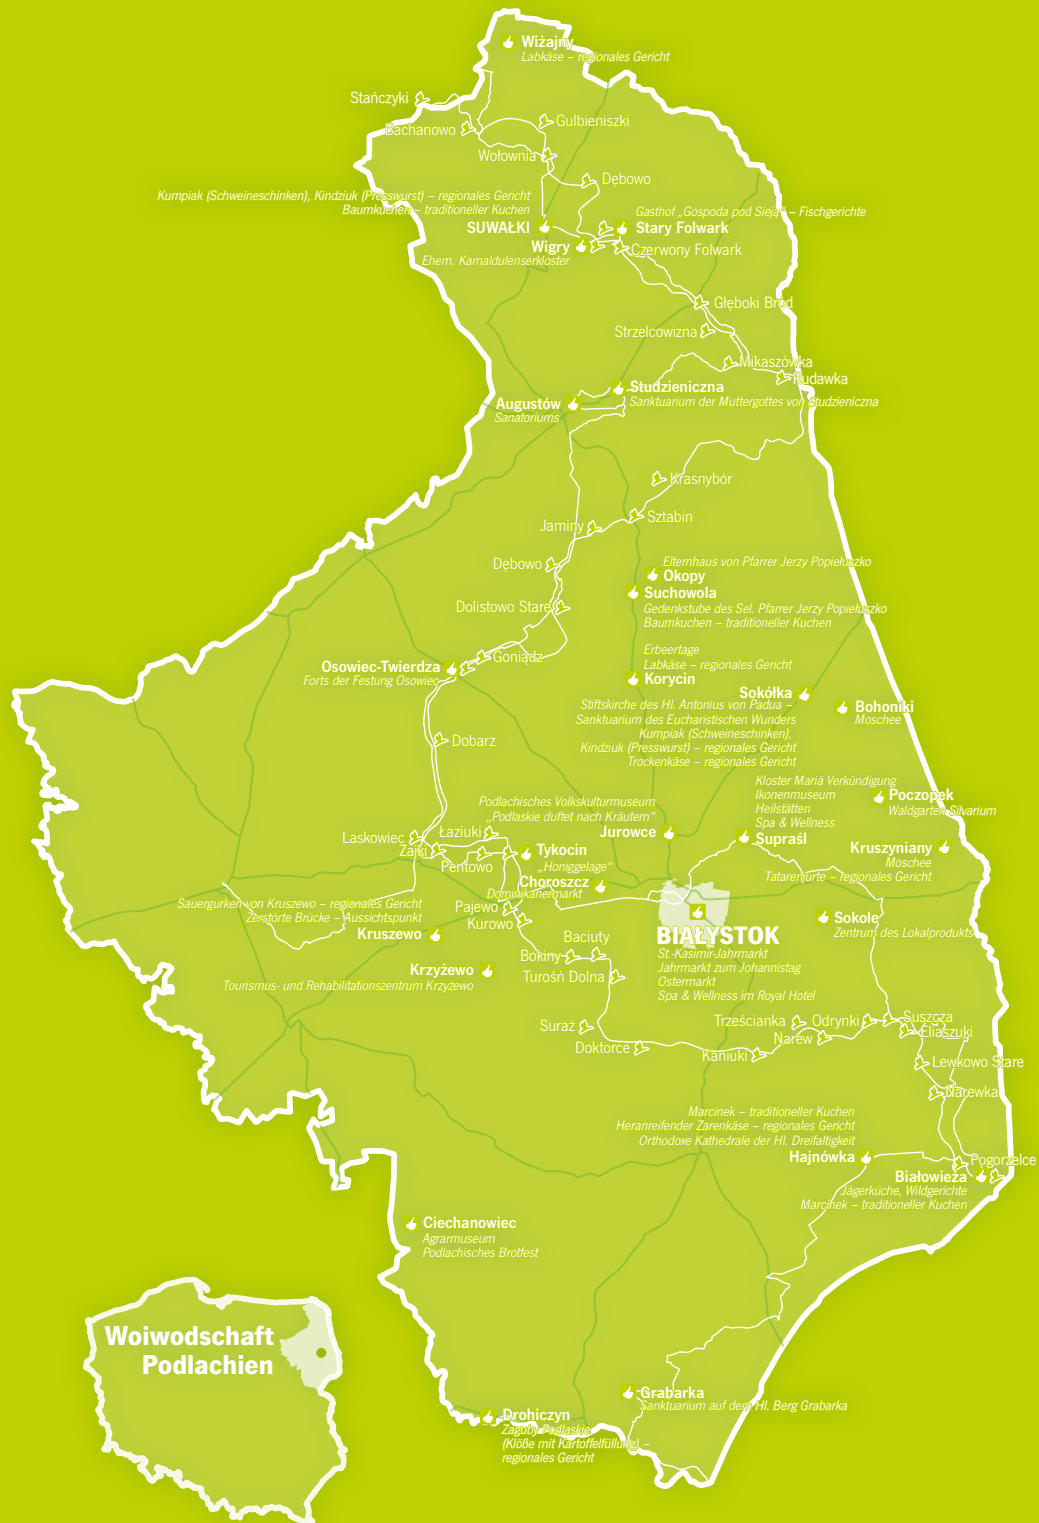 Wiżajny
Labkäse – regionales Gericht
Stańczyki
Bachanowo
Gulbieniszki
Wołownia
Dębowo
Kumpiak (Schweineschinken), Kindziuk (Presswurst) – regionales Gericht
Baumkuchen – traditioneller Kuchen
SUWAŁKI
Gasthof „Gospoda pod Sieją“ – Fischgerichte
Stary Folwark
Wigry
Ehem. Kamaldulenserkloster
Czerwony Folwark
Głęboki Bród
Strzelcowizna
Mikaszówka
Rudawka
Studzieniczna
Sanktuarium der Muttergottes von Studzieniczna
Augustów
Sanatoriums
Krasnybór
Sztabin
Jaminy
Dębowo
Elternhaus von Pfarrer Jerzy Popiełuszko
Okopy
Suchowola
Gedenkstube des Sel. Pfarrer Jerzy Popiełuszko
Baumkuchen – traditioneller Kuchen
Dolistowo Stare
Goniądz
Osowiec-Twierdza
Forts der Festung Osowiec
Erbeertage
Labkäse – regionales Gericht
Korycin
Sokółka
Stiftskirche des Hl. Antonius von Padua –
Sanktuarium des Eucharistischen Wunders
Kumpiak (Schweineschinken),
Kindziuk (Presswurst) – regionales Gericht
Trockenkäse – regionales Gericht
Bohoniki
Moschee
Dobarz
Kloster Mariä Verkündigung
Ikonenmuseum
Heilstätten
Spa & Wellness
Supraśl
Poczopek
Waldgarten Silvarium
Podlachisches Volkskulturmuseum
„Podlaskie duftet nach Kräutern“
Jurowce
Kruszyniany
Moschee
Tatarenjurte – regionales Gericht
Laskowiec
Łaziuki
Zajki
Pentowo
Tykocin
„Honiggelage“
Choroszcz
Dominikanermarkt
Sauergurken von Kruszewo – regionales Gericht
Zerstörte Brücke – Aussichtspunkt
Kruszewo
Pajewo
Kurowo
Sokole
Zentrum des Lokalprodukts
BIAŁYSTOK
St.-Kasimir-Jahrmarkt
Jahrmarkt zum Johannistag
Ostermarkt
Spa & Wellness im Royal Hotel
Baciuty
Bokiny
Turośń Dolna
Krzyżewo
Tourismus- und Rehabilitationszentrum Krzyżewo
Suraż
Doktorce
Trześcianka
Odrynki
Narew
Kaniuki
Suszcza
Eliaszuki
Lewkowo Stare
Narewka
Marcinek – traditioneller Kuchen
Heranreifender Zarenkäse – regionales Gericht
Orthodoxe Kathedrale der Hl. Dreifaltigkeit
Hajnówka
Pogorzelce
Białowieża
Jägerküche, Wildgerichte
Marcinek – traditioneller Kuchen
Ciechanowiec
Agrarmuseum
Podlachisches Brotfest
Woiwodschaft
Podlachien
Grabarka
Sanktuarium auf dem Hl. Berg Grabarka
Drohiczyn
Zaguby Podlaskie
(Klöße mit Kartoffelfüllung) –
regionales Gericht